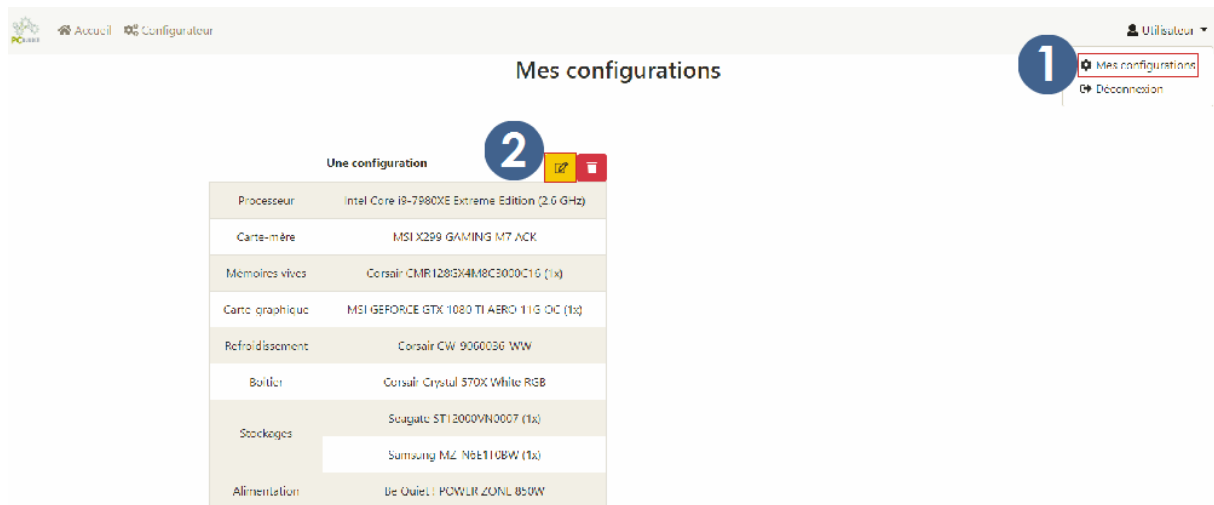 PC
Accueil Configurateur
Utilisateur
1
Mes configurations
Déconnexion
Mes configurations
2
Une configuration
Processeur Intel Core i9-7980XE Extreme Edition (2.6 GHz)
Carte-mère MSI X299 GAMING M7 ACK
Mémoires vives Corsair CMR128GX4M8C3000C16 (1x)
Carte graphique MSI GEFORCE GTX 1080 TI AERO 11G OC (1x)
Refroidissement Corsair CW-9060036-WW
Boîtier Corsair Crystal 570X White RGB
Stockages
Seagate ST12000VN0007 (1x)
Samsung MZ-N6E1T0BW (1x)
Alimentation Be Quiet ! POWER ZONE 850W